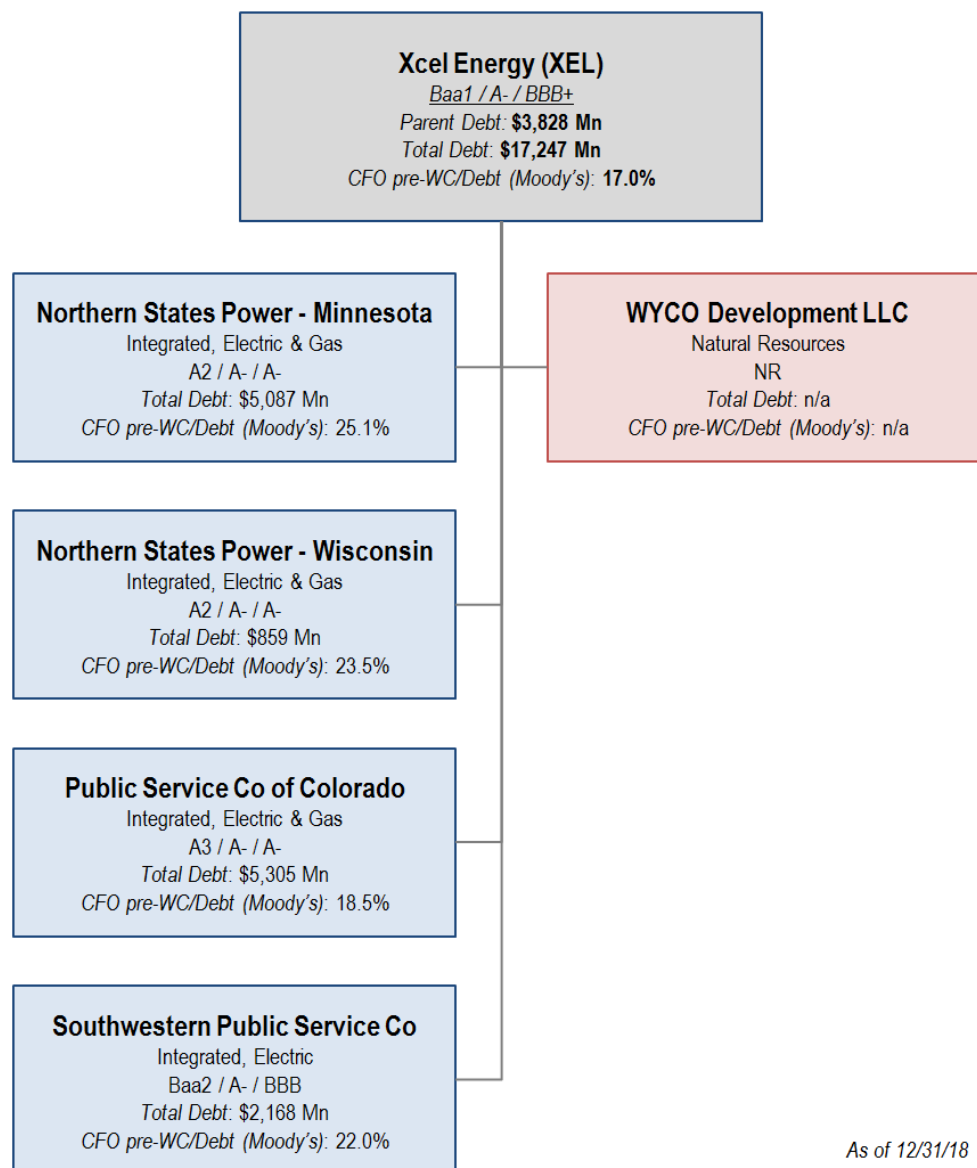 Xcel Energy (XEL)
Baa1 / A- / BBB+
Parent Debt: $3,828 Mn
Total Debt: $17,247 Mn
CFO pre-WC/Debt (Moody's): 17.0%
Northern States Power - Minnesota
Integrated, Electric & Gas
A2 / A- / A-
Total Debt: $5,087 Mn
CFO pre-WC/Debt (Moody's): 25.1%
WYCO Development LLC
Natural Resources
NR
Total Debt: n/a
CFO pre-WC/Debt (Moody's): n/a
Northern States Power - Wisconsin
Integrated, Electric & Gas
A2 / A- / A-
Total Debt: $859 Mn
CFO pre-WC/Debt (Moody's): 23.5%
Public Service Co of Colorado
Integrated, Electric & Gas
A3 / A- / A-
Total Debt: $5,305 Mn
CFO pre-WC/Debt (Moody's): 18.5%
Southwestern Public Service Co
Integrated, Electric
Baa2 / A- / BBB
Total Debt: $2,168 Mn
CFO pre-WC/Debt (Moody's): 22.0%
As of 12/31/18